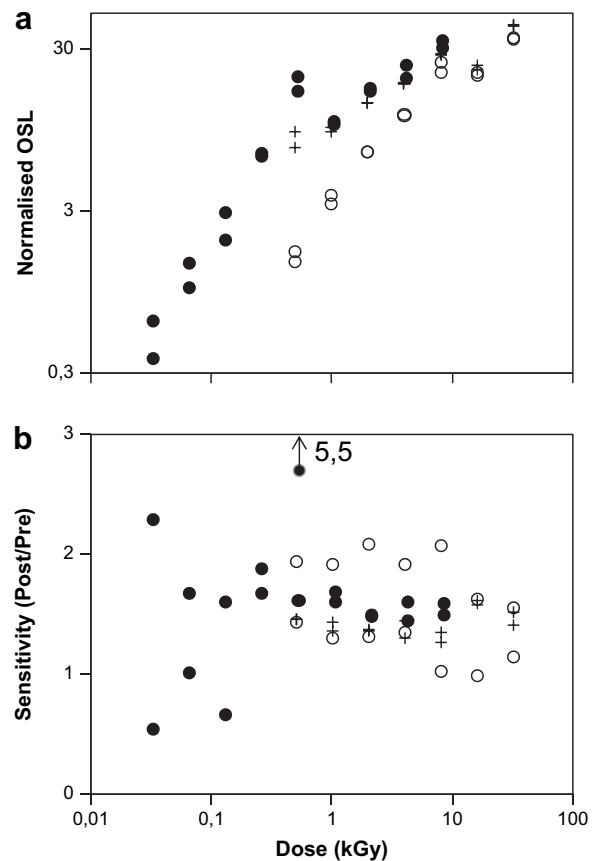 a
30
3
0,3
Normalised OSL
b
5,5
3
2
1
0
Sensitivity (Post/Pre)
0,01
0,1
1
10
100
Dose (kGy)